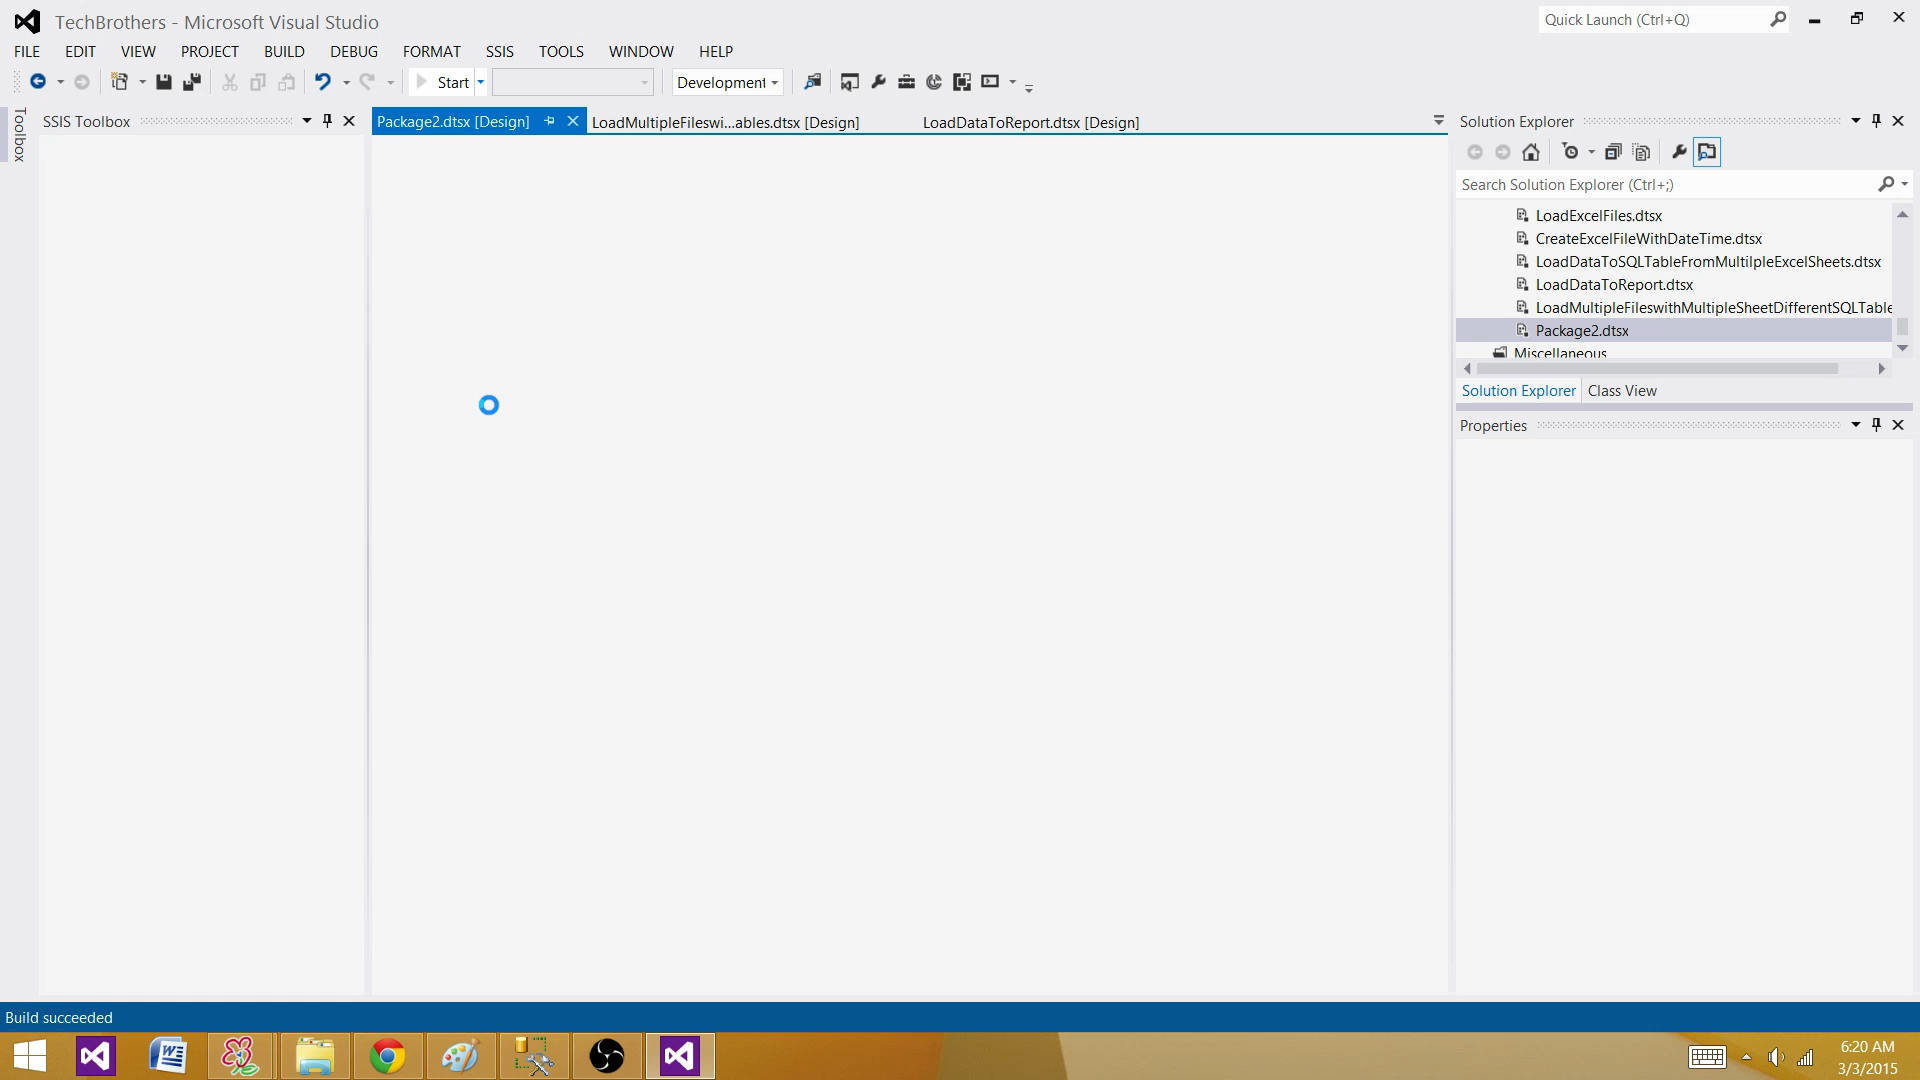 TechBrothers - Microsoft Visual Studio
Quick Launch (Ctrl+Q)
FILE EDIT VIEW PROJECT BUILD DEBUG FORMAT SSIS TOOLS WINDOW HELP
Start
Development
Toolbox
SSIS Toolbox
Package2.dtsx [Design]
LoadMultipleFileswi...ables.dtsx [Design]
LoadDataToReport.dtsx [Design]
Solution Explorer
Search Solution Explorer (Ctrl+;)
LoadExcelFiles.dtsx
CreateExcelFileWithDateTime.dtsx
LoadDataToSQLTableFromMultilpleExcelSheets.dtsx
LoadDataToReport.dtsx
LoadMultipleFileswithMultipleSheetDifferentSQLTable
Package2.dtsx
Miscellaneous
Solution Explorer Class View
Properties
Build succeeded
6:20 AM
3/3/2015